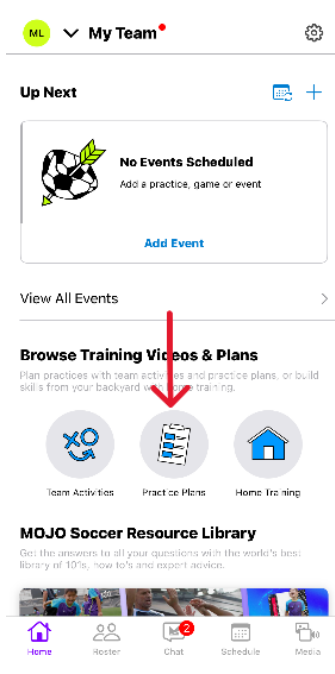 ML
My Team
Up Next
No Events Scheduled
Add a practice, game or event
Add Event
View All Events
Browse Training Videos & Plans
Plan practices with team activities and practice plans, or build
skills from your backyard with home training.
Team Activities
Practice Plans
Home Training
MOJO Soccer Resource Library
Get the answers to all your questions with the world's best
library of 101s, how to's and expert advice.
2
Home
Roster
Chat
Schedule
Media